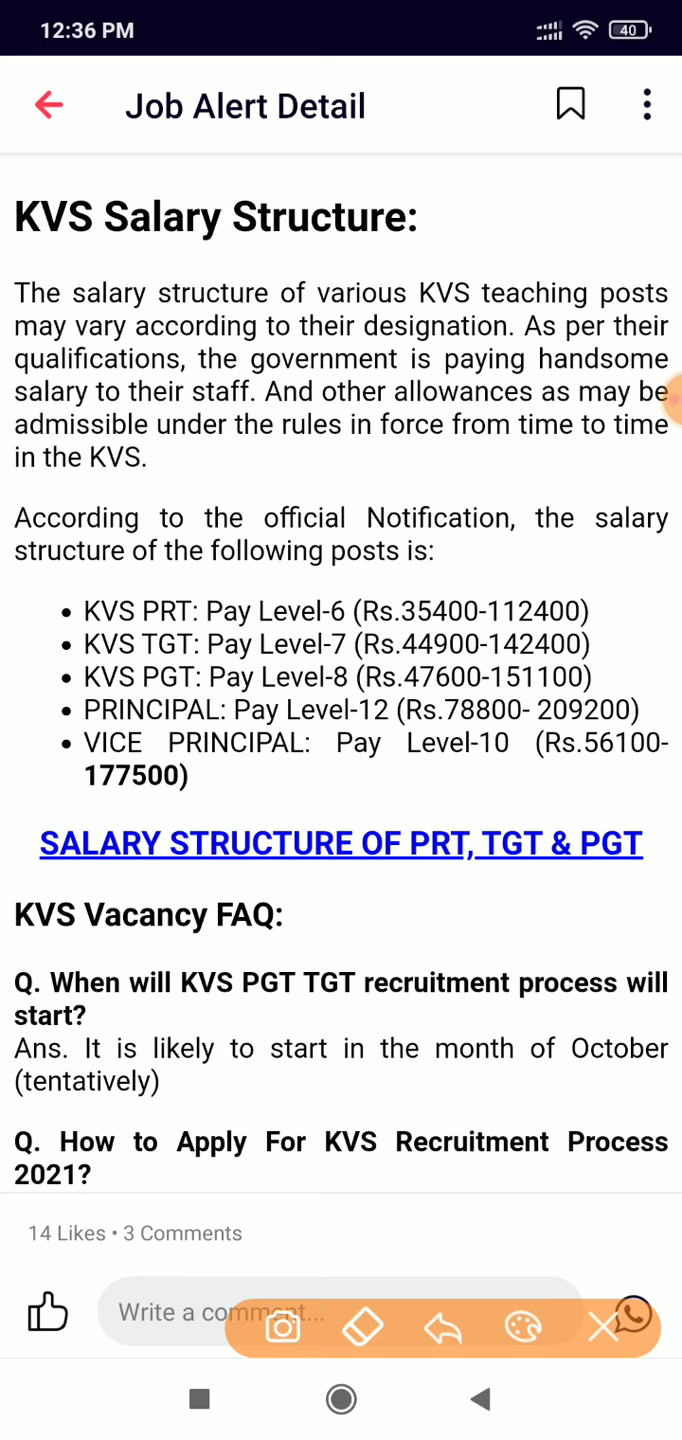 12:36 PM
40
Job Alert Detail
KVS Salary Structure:
The salary structure of various KVS teaching posts
may vary according to their designation. As per their
qualifications, the government is paying handsome
salary to their staff. And other allowances as may be
admissible under the rules in force from time to time
in the KVS.
According to the official Notification, the salary
structure of the following posts is:
• KVS PRT: Pay Level-6 (Rs.35400-112400)
• KVS TGT: Pay Level-7 (Rs.44900-142400)
• KVS PGT: Pay Level-8 (Rs.47600-151100)
• PRINCIPAL: Pay Level-12 (Rs.78800- 209200)
• VICE PRINCIPAL: Pay Level-10 (Rs.56100-
177500)
SALARY STRUCTURE OF PRT, TGT & PGT
KVS Vacancy FAQ:
Q. When will KVS PGT TGT recruitment process will
start?
Ans. It is likely to start in the month of October
(tentatively)
Q. How to Apply For KVS Recruitment Process
2021?
14 Likes • 3 Comments
Write a comment...